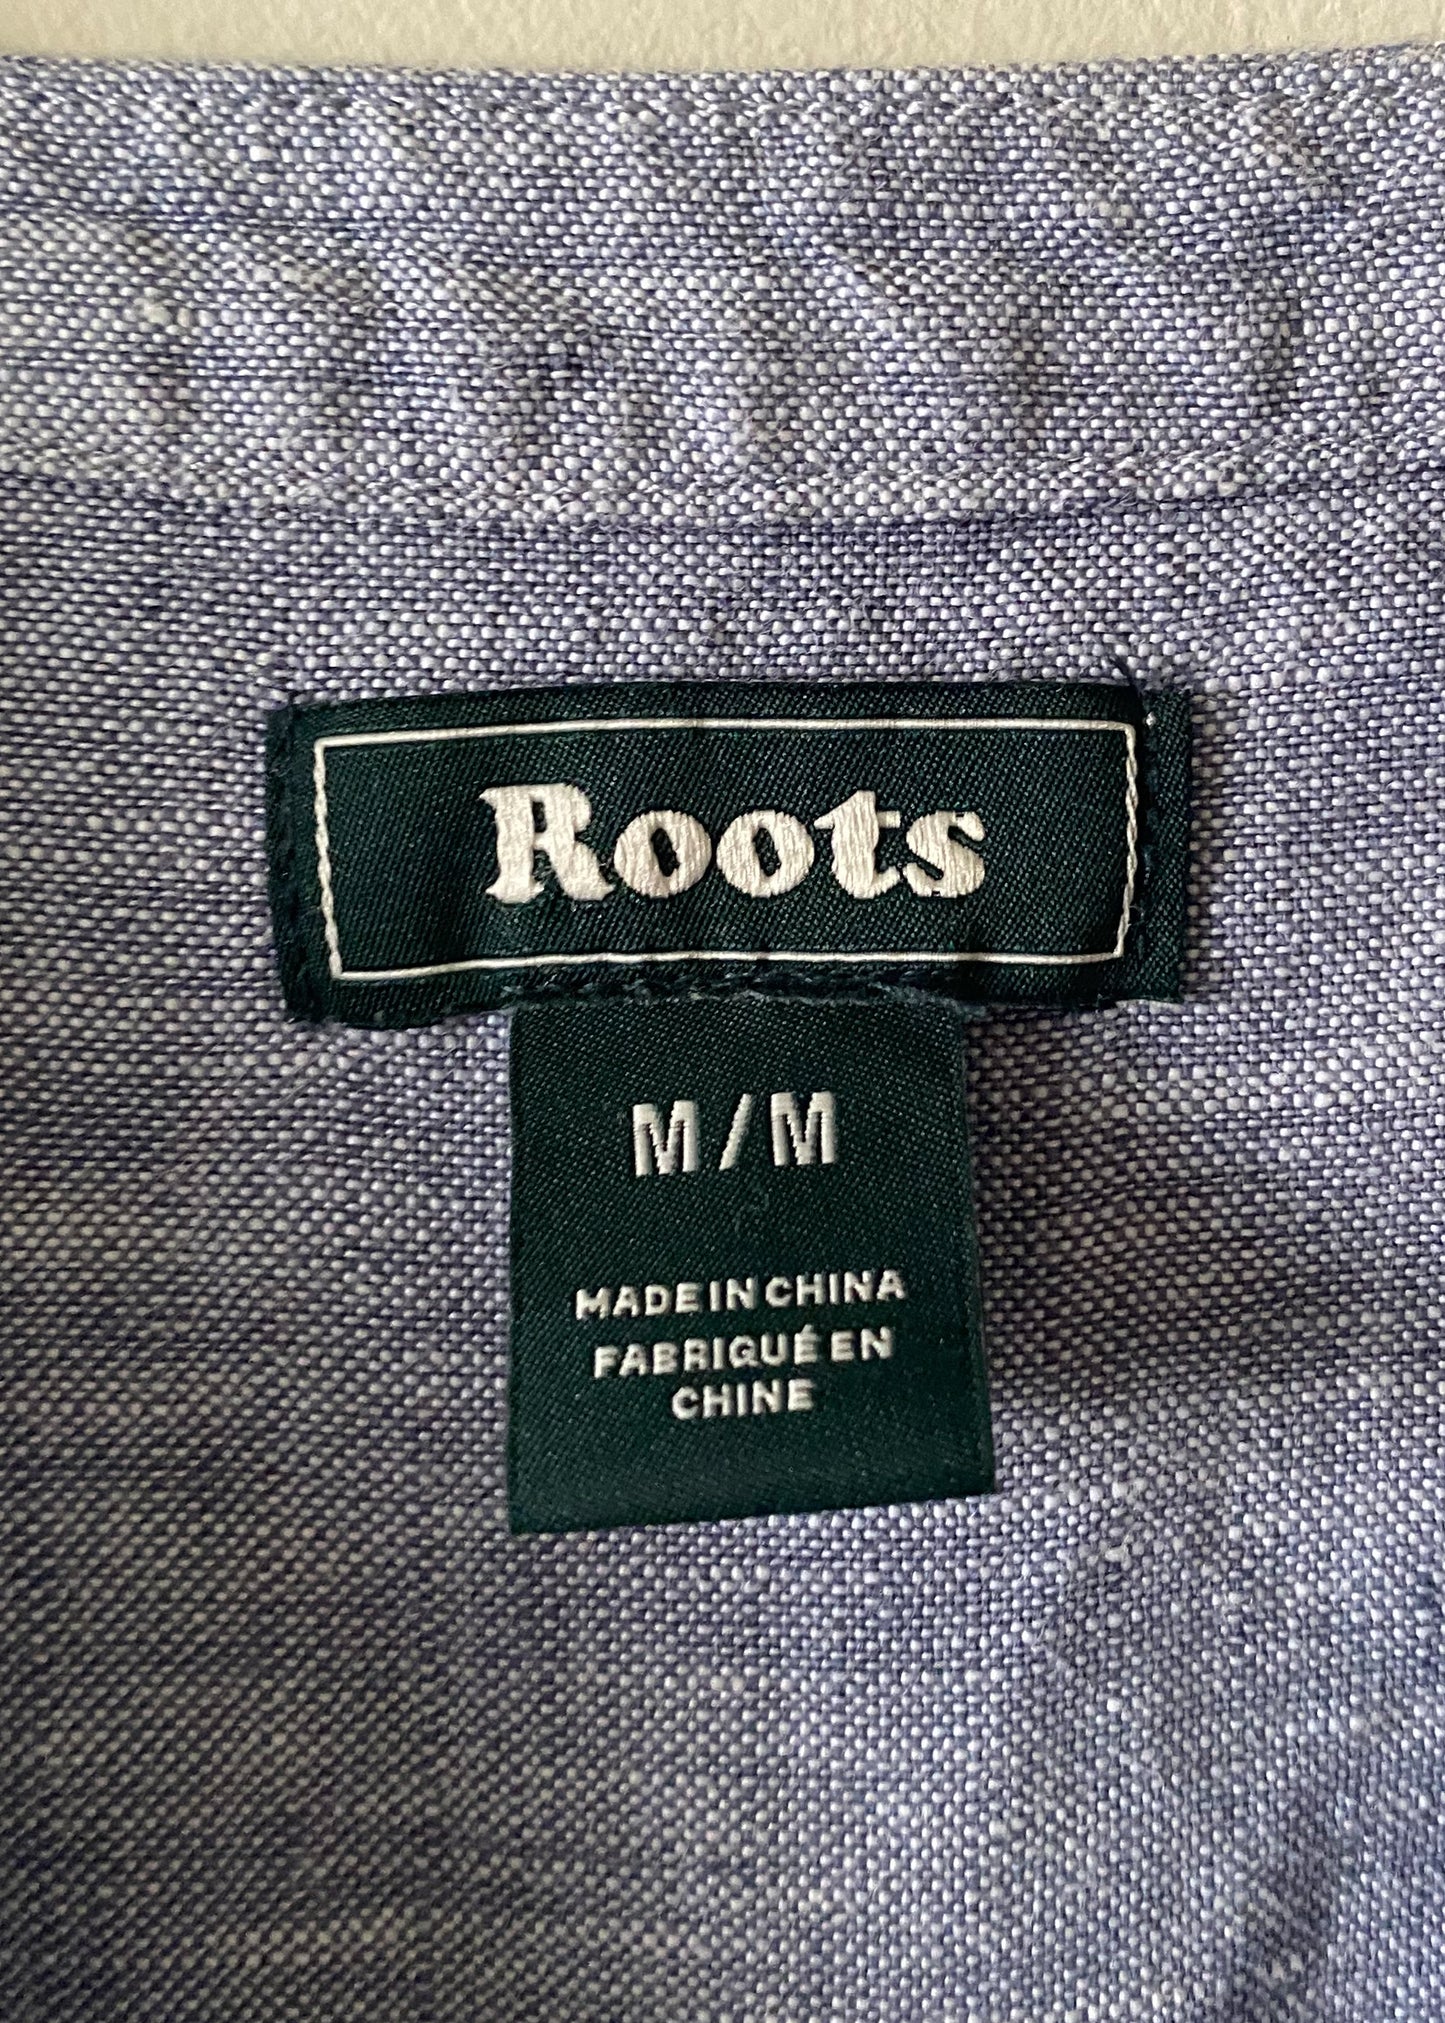 Roots
M/M
MADE IN CHINA
FABRIQUÉ EN
CHINE